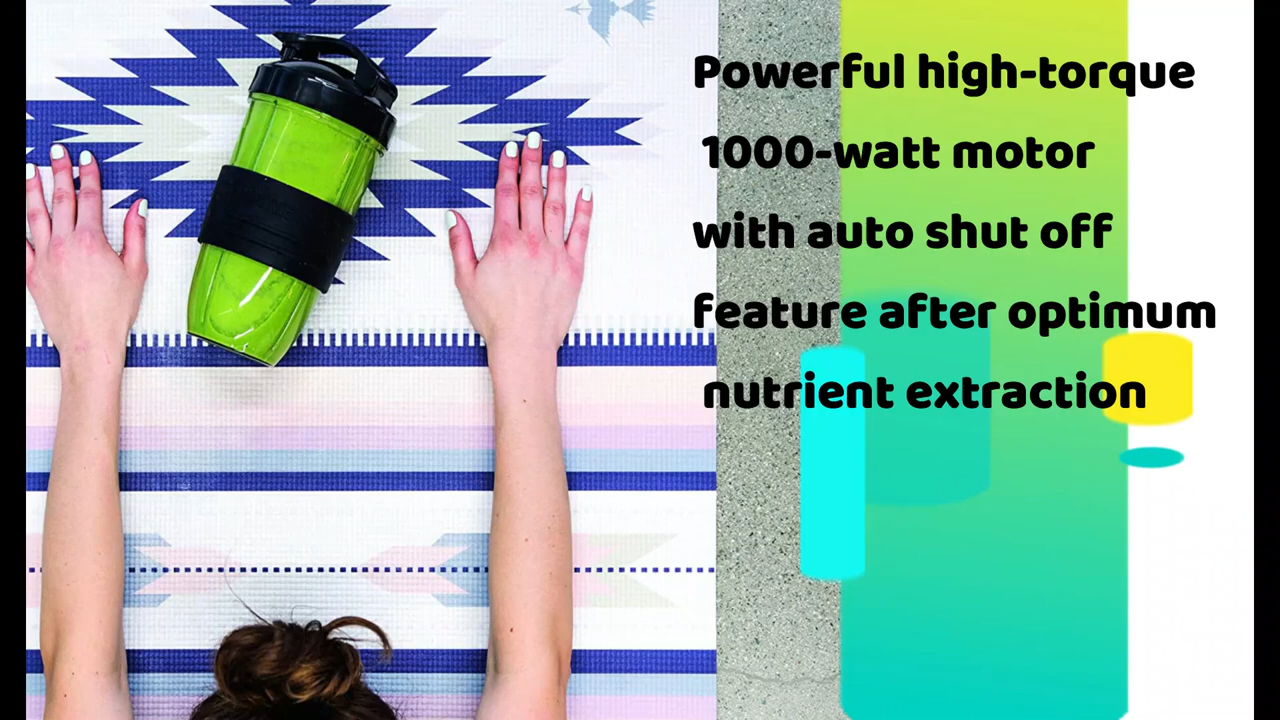 Powerful high-torque
1000-watt motor
with auto shut off
feature after optimum
nutrient extraction